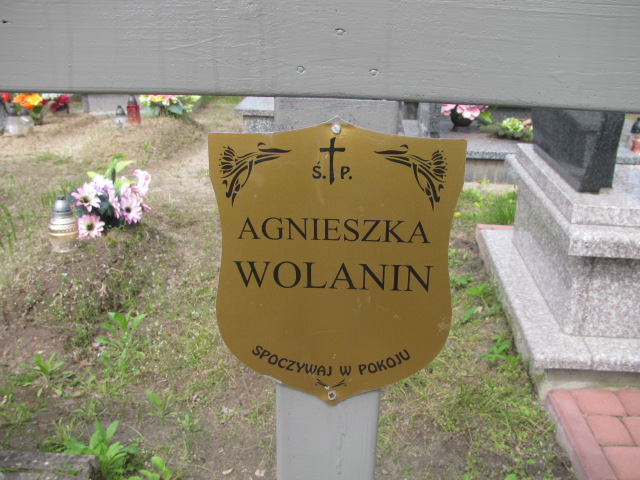 Ś. P.
AGNIESZKA
WOLANIN
SPOCZYWAJ W POKOJU